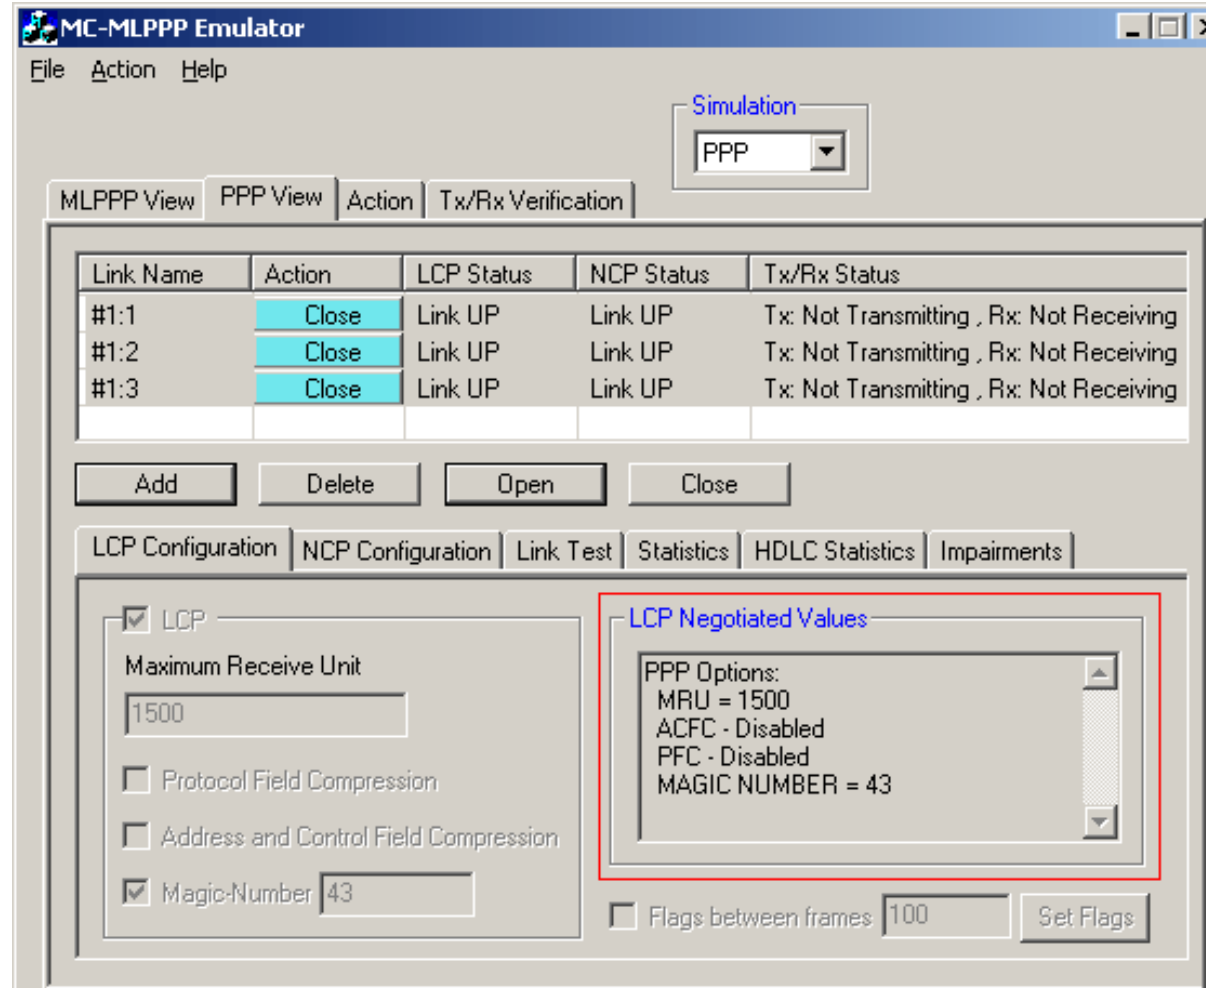 MC-MLPPP Emulator
File Action Help
Simulation
PPP
MLPPP View PPP View Action Tx/Rx Verification
Link Name Action LCP Status NCP Status Tx/Rx Status
#1:1 Close Link UP Link UP Tx: Not Transmitting , Rx: Not Receiving
#1:2 Close Link UP Link UP Tx: Not Transmitting , Rx: Not Receiving
#1:3 Close Link UP Link UP Tx: Not Transmitting , Rx: Not Receiving
Add Delete Open Close
LCP Configuration NCP Configuration Link Test Statistics HDLC Statistics Impairments
LCP
Maximum Receive Unit
1500
Protocol Field Compression
Address and Control Field Compression
Magic-Number 43
LCP Negotiated Values
PPP Options:
MRU = 1500
ACFC - Disabled
PFC - Disabled
MAGIC NUMBER = 43
Flags between frames 100 Set Flags